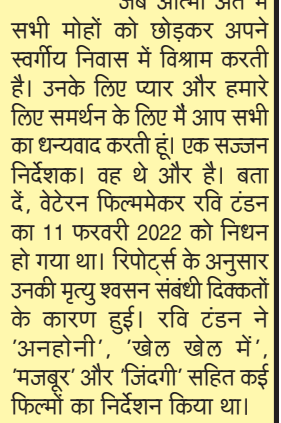 जब आत्मा अंत में
सभी मोहों को छोड़कर अपने
स्वर्गीय निवास में विश्राम करती
है। उनके लिए प्यार और हमारे
लिए समर्थन के लिए मैं आप सभी
का धन्यवाद करती हूं। एक सज्जन
निर्देशक। वह थे और है। बता
दें, वेटेरन फिल्ममेकर रवि टंडन
का 11 फरवरी 2022 को निधन
हो गया था। रिपोर्ट्स के अनुसार
उनकी मृत्यु श्वसन संबंधी दिक्कतों
के कारण हुई। रवि टंडन ने
'अनहोनी', 'खेल खेल में',
'मजबूर' और 'जिंदगी' सहित कई
फिल्मों का निर्देशन किया था।